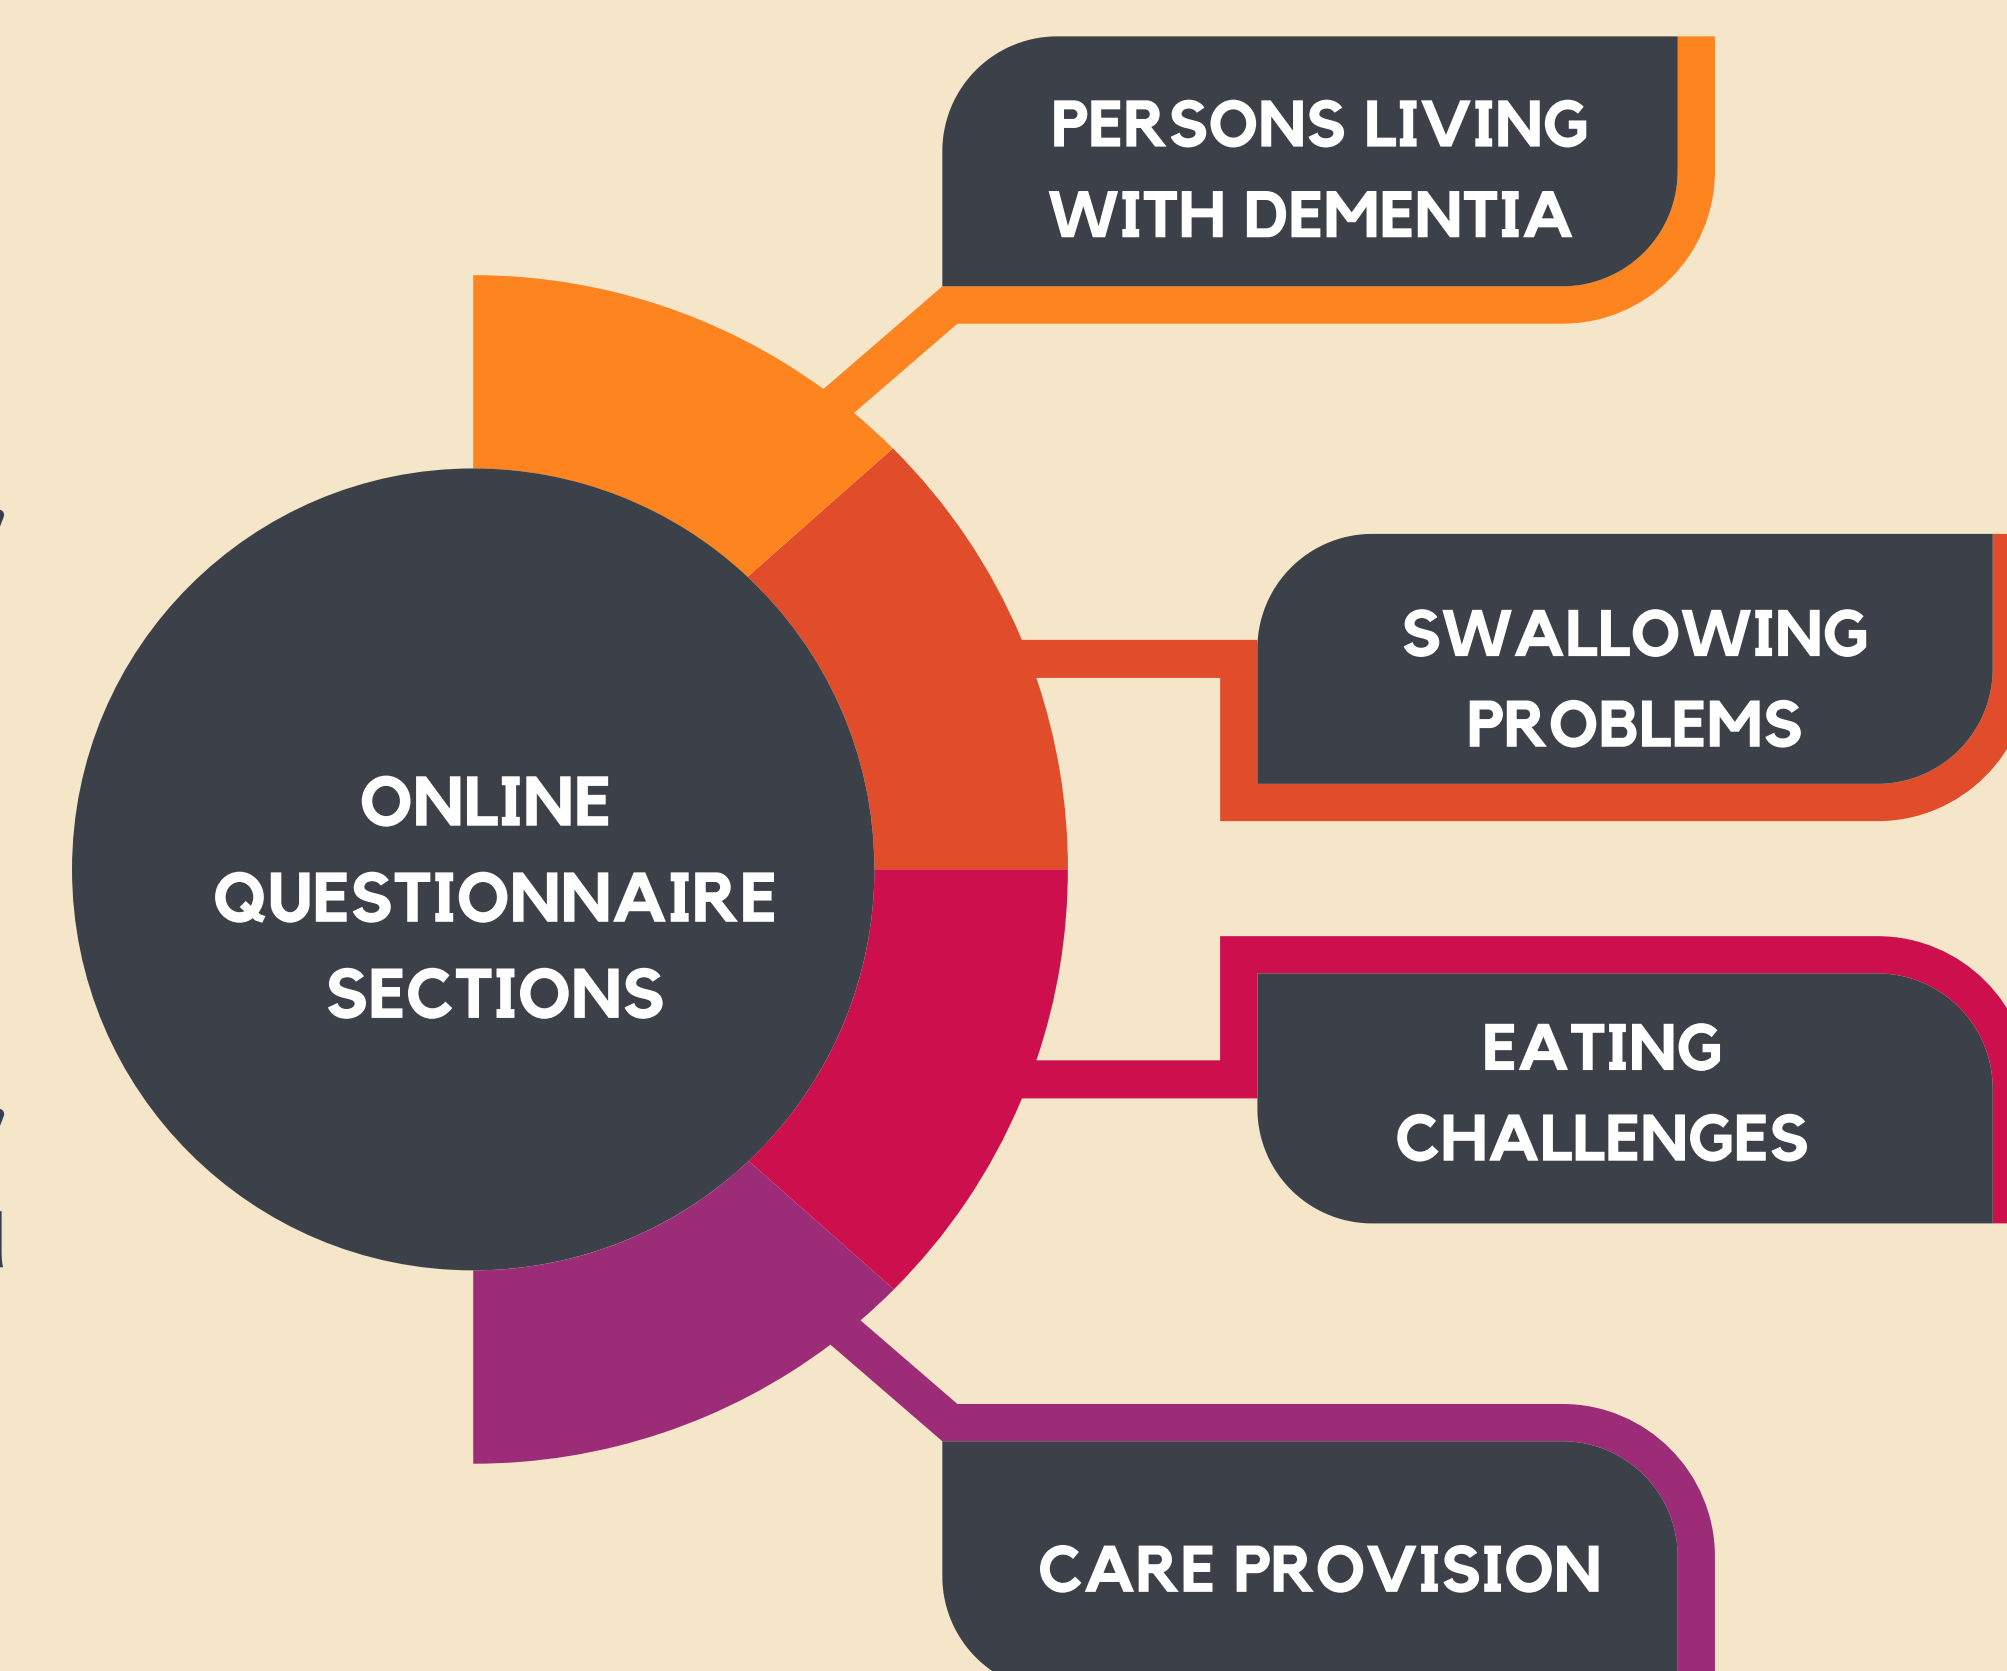 PERSONS LIVING
WITH DEMENTIA
SWALLOWING
PROBLEMS
ONLINE
QUESTIONNAIRE
SECTIONS
EATING
CHALLENGES
CARE PROVISION